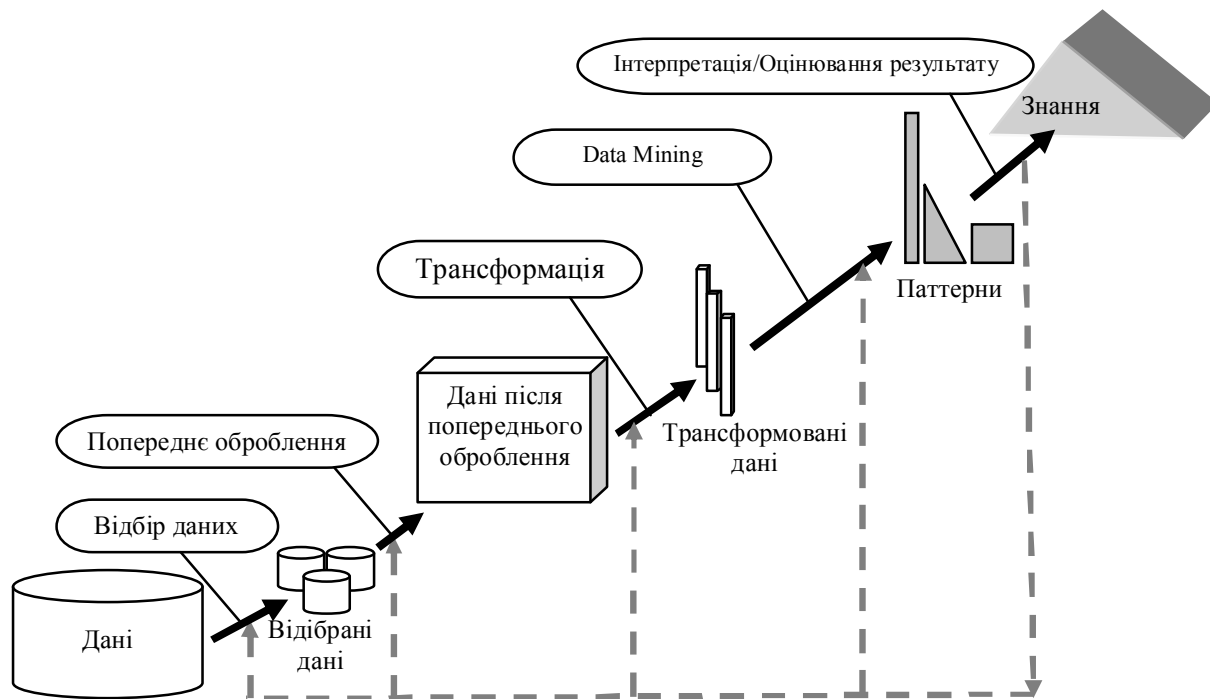 Інтерпретація/Оцінювання результату
Знання
Data Mining
Трансформація
Паттерни
Дані після
попереднього
оброблення
Трансформовані
дані
Попереднє оброблення
Відбір даних
Відібрані
дані
Дані